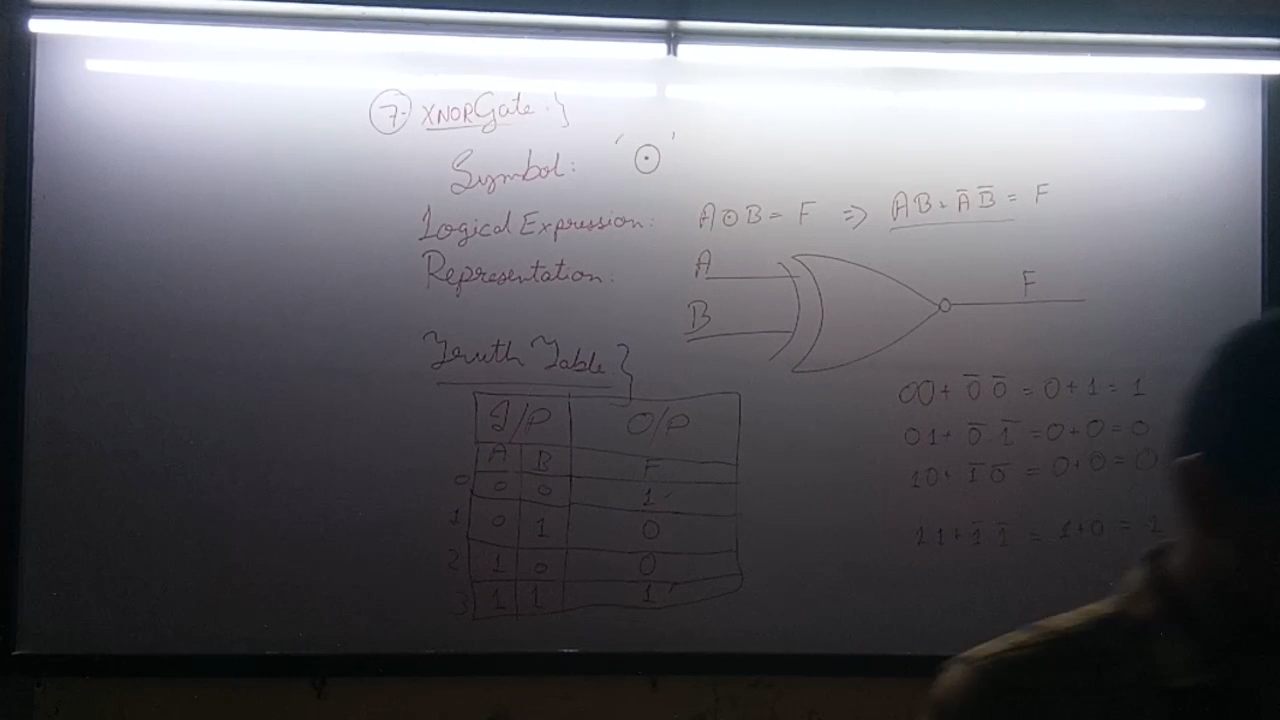 7. XNOR Gate. }
Symbol: '⊙'
Logical Expression: A⊙B = F ⇒ AB + A̅ B̅ = F
Representation:
A
B
F
Truth Table }
I/P O/P
A B F
0 0 0 1
1 0 1 0
2 1 0 0
3 1 1 1
00 + 0̅ 0̅ = 0 + 1 = 1
01 + 0̅ . 1̅ = 0 + 0 = 0
10 + 1̅ 0̅ = 0 + 0 = 0
11 + 1̅ 1̅ = 1 + 0 = 1